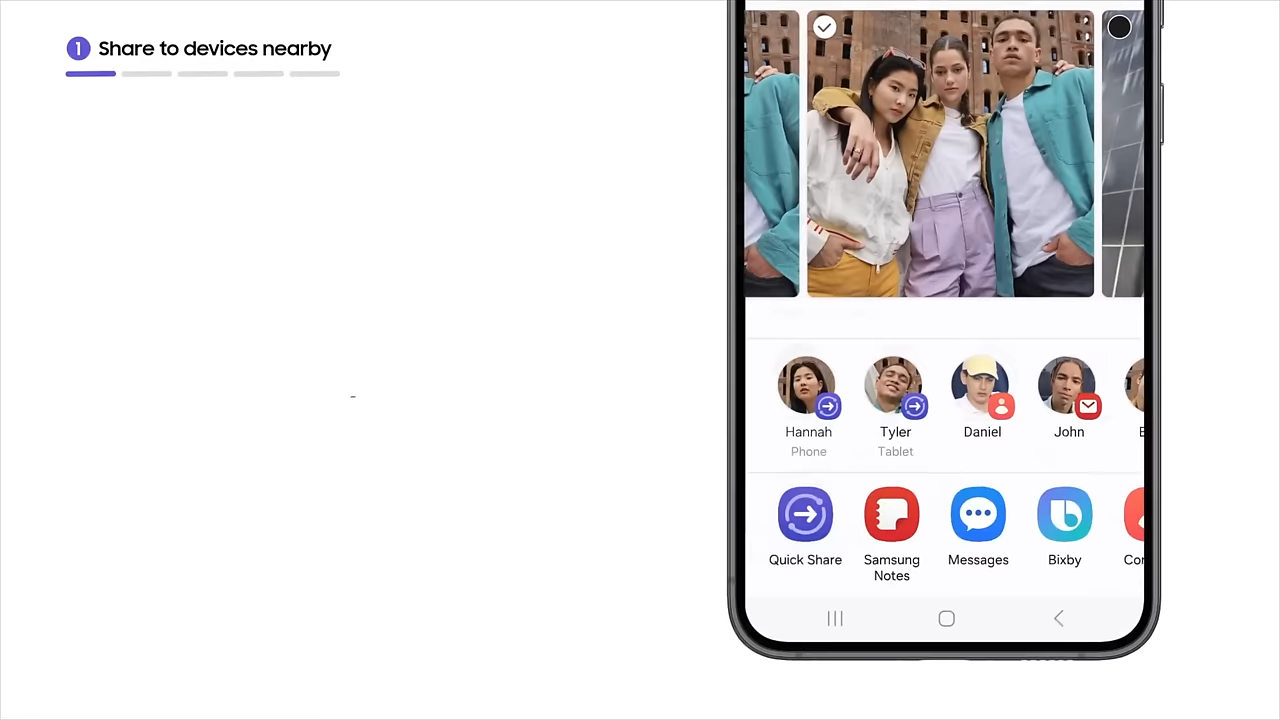 1 Share to devices nearby
Hannah
Phone
Tyler
Tablet
Daniel
John
Quick Share
Samsung
Notes
Messages
Bixby